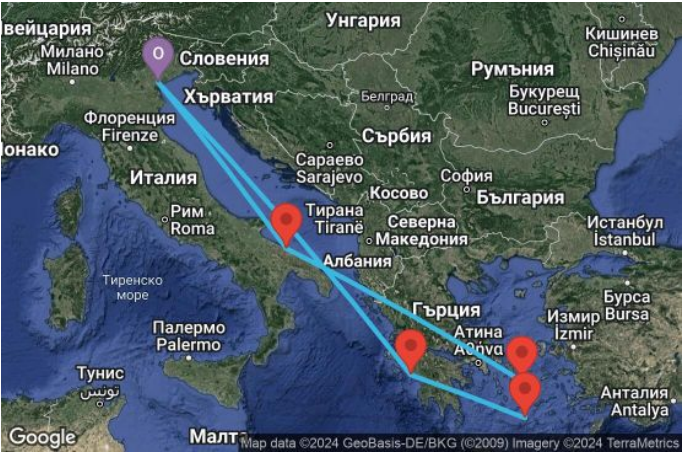 Унгария
Кишинев
Chișinău
вейцария
Милано
Milano
О
Словения
Румъния
Хърватия
Белград
Букурещ
București
Флоренция
Firenze
Сърбия
Монако
Сараево
Sarajevo
Италия
София
Косово
България
Рим
Roma
Тирана
Tiranë
Северна
Македония
Истанбул
İstanbul
Албания
Тиренско
море
Гърция
Бурса
Bursa
Измир
İzmir
Палермо
Palermo
Атина
Αθήνα
Тунис
تونس
Анталия
Antalya
Google
Малта
Map data ©2024 GeoBasis-DE/BKG (©2009) Imagery ©2024 TerraMetrics